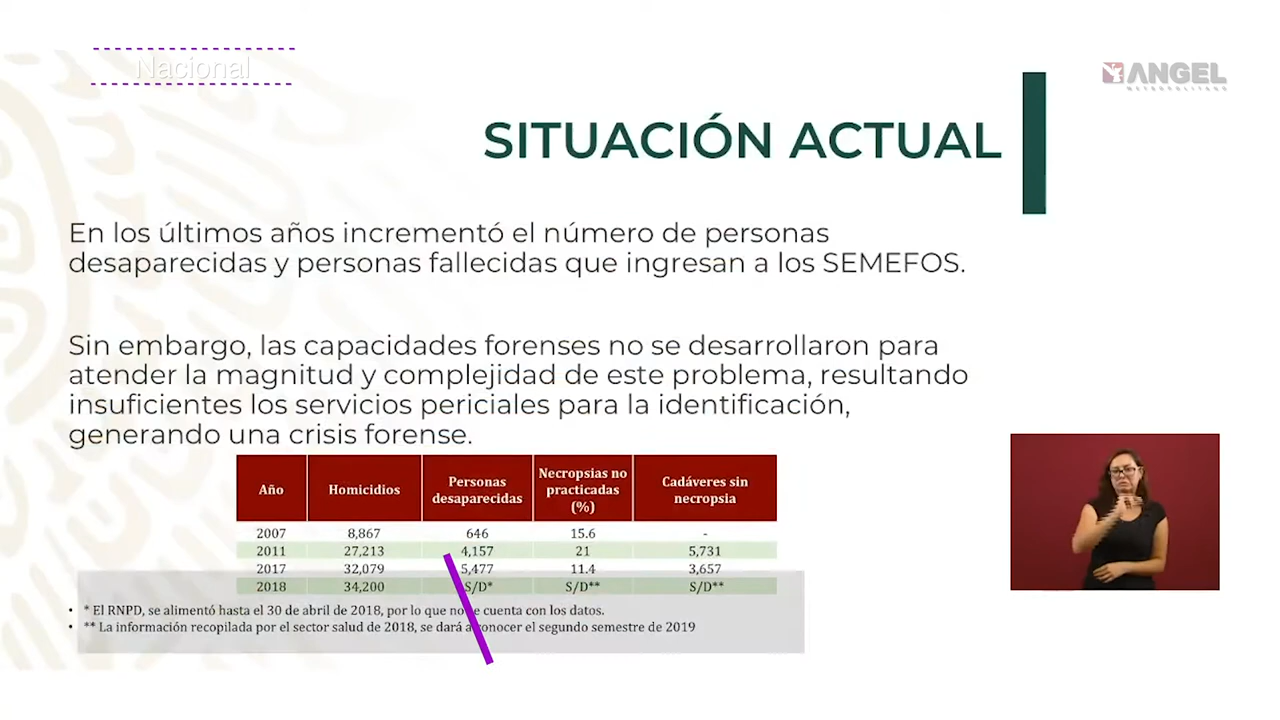 Nacional
ANGEL
METROPOLITANO
SITUACIÓN ACTUAL
En los últimos años incrementó el número de personas
desaparecidas y personas fallecidas que ingresan a los SEMEFOS.
Sin embargo, las capacidades forenses no se desarrollaron para
atender la magnitud y complejidad de este problema, resultando
insuficientes los servicios periciales para la identificación,
generando una crisis forense.
Año Homicidios Personas desaparecidas Necropsias no practicadas (%) Cadáveres sin necropsia
2007 8,867 646 15.6 -
2011 27,213 4,157 21 5,731
2017 32,079 5,477 11.4 3,657
2018 34,200 S/D* S/D** S/D**
• * El RNPD, se alimentó hasta el 30 de abril de 2018, por lo que no se cuenta con los datos.
• ** La información recopilada por el sector salud de 2018, se dará a conocer el segundo semestre de 2019